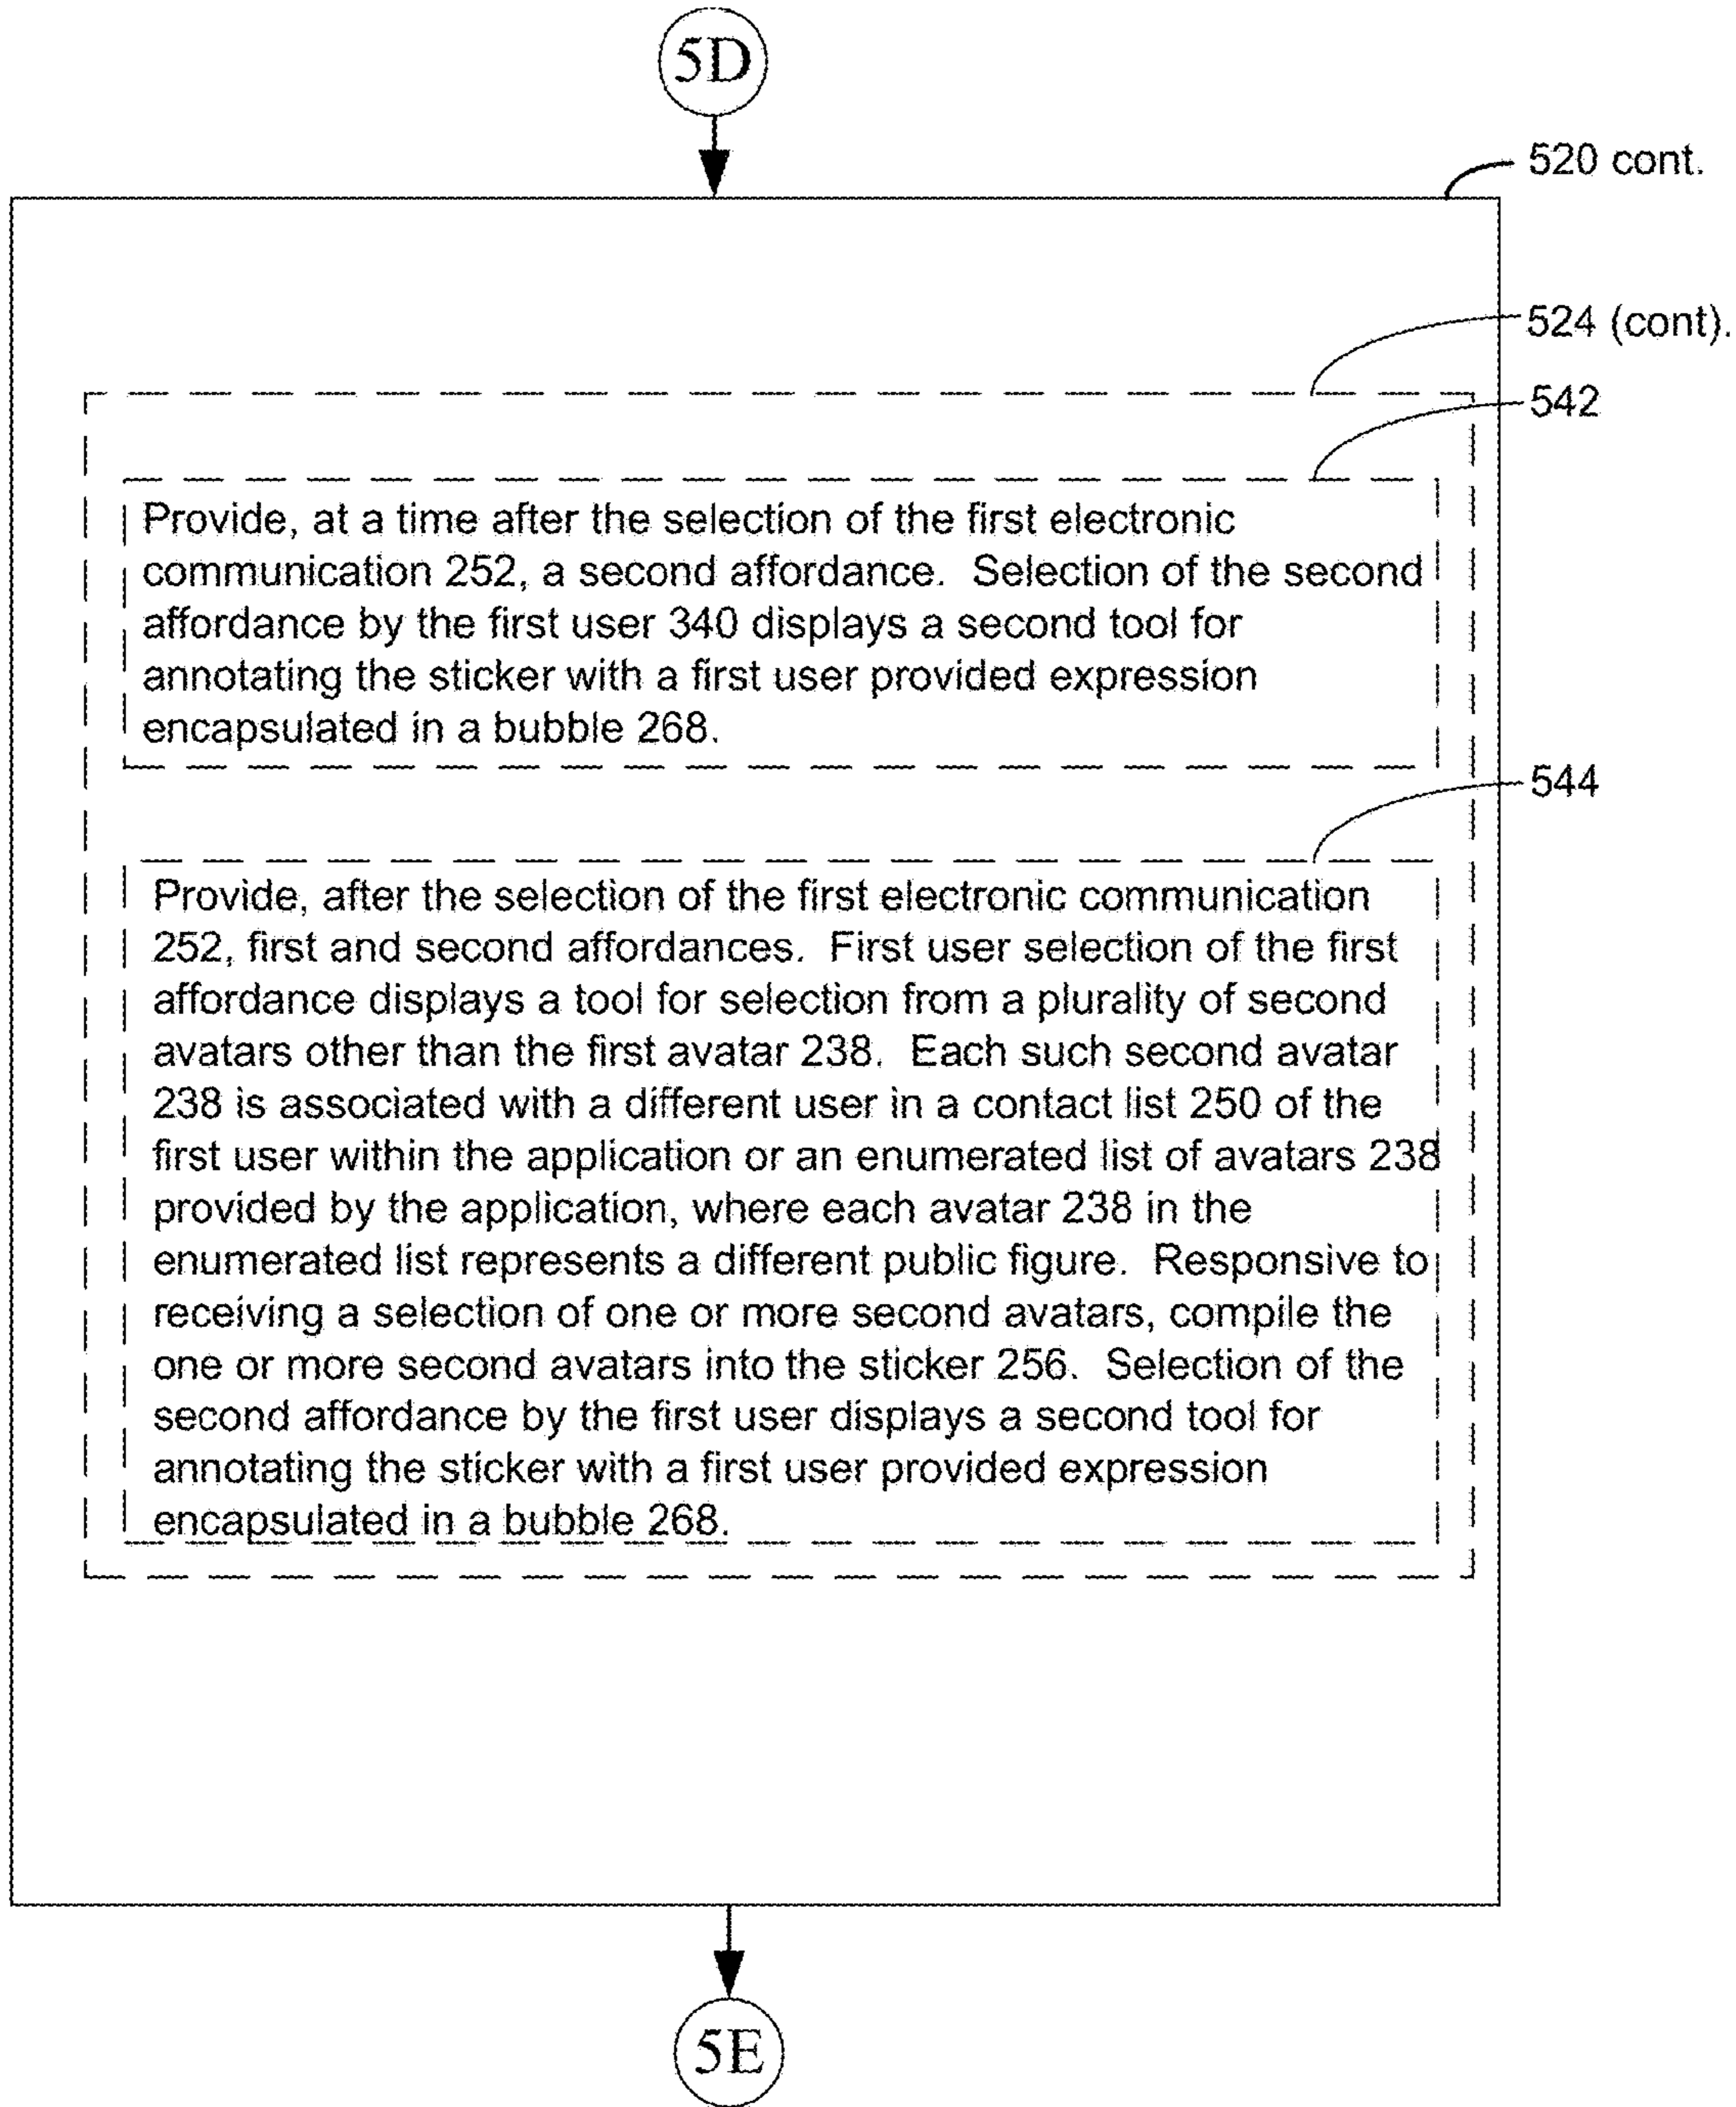 5D
520 cont.
524 (cont).
542
Provide, at a time after the selection of the first electronic
communication 252, a second affordance.  Selection of the second
affordance by the first user 340 displays a second tool for
annotating the sticker with a first user provided expression
encapsulated in a bubble 268.
544
Provide, after the selection of the first electronic communication
252, first and second affordances.  First user selection of the first
affordance displays a tool for selection from a plurality of second
avatars other than the first avatar 238.  Each such second avatar
238 is associated with a different user in a contact list 250 of the
first user within the application or an enumerated list of avatars 238
provided by the application, where each avatar 238 in the
enumerated list represents a different public figure.  Responsive to
receiving a selection of one or more second avatars, compile the
one or more second avatars into the sticker 256.  Selection of the
second affordance by the first user displays a second tool for
annotating the sticker with a first user provided expression
encapsulated in a bubble 268.
5E